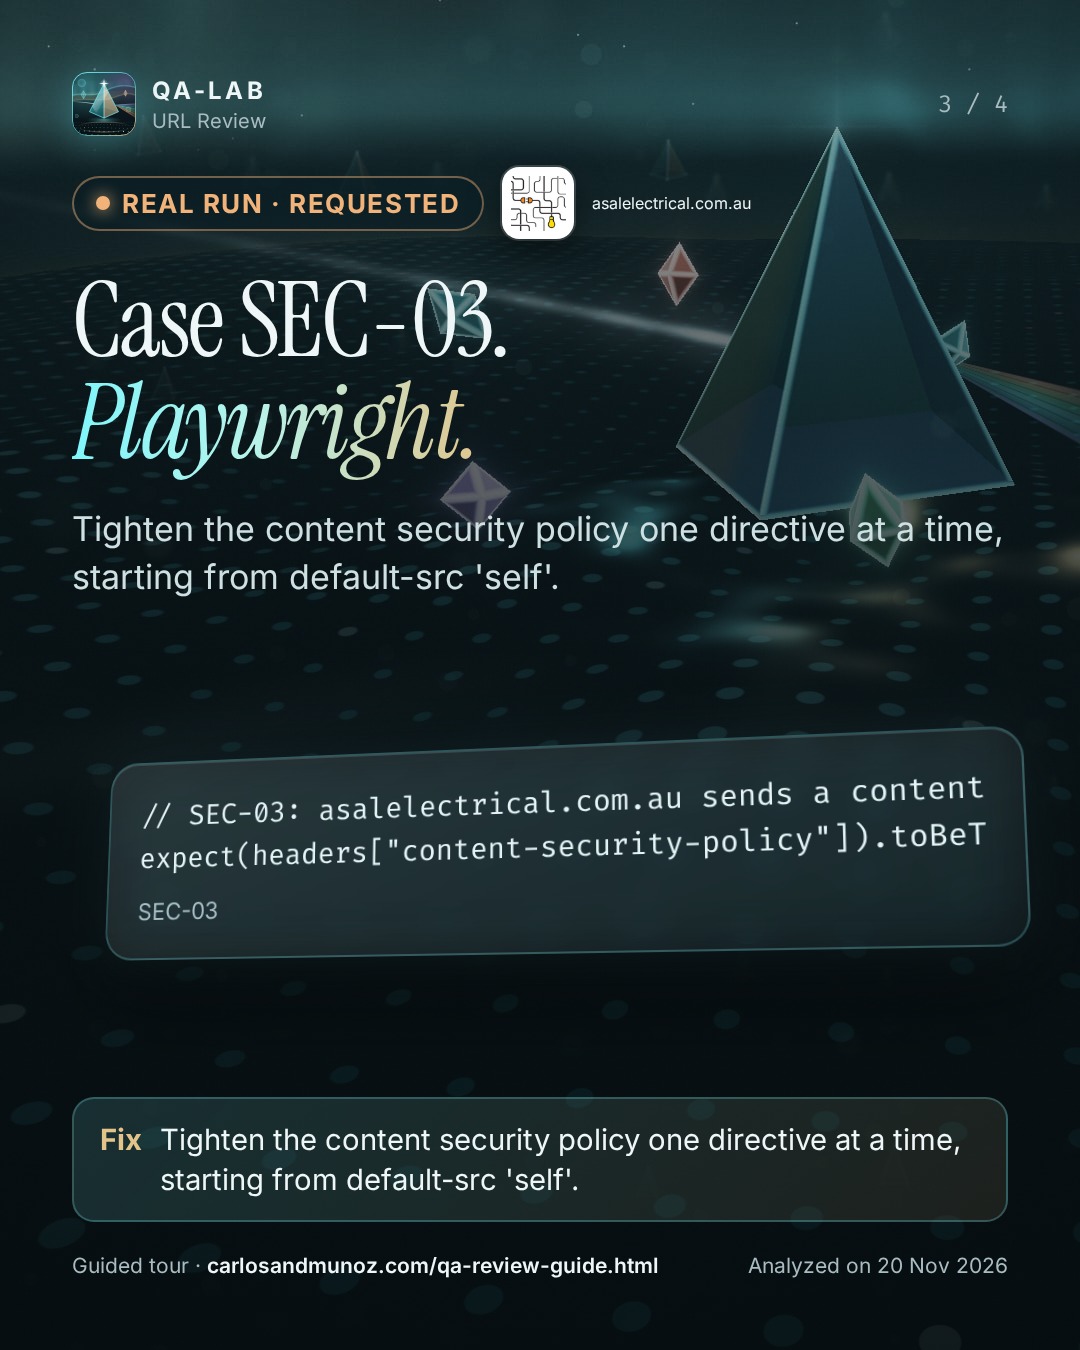 QA-LAB
URL Review
3 / 4
REAL RUN · REQUESTED
asalelectrical.com.au
Case SEC-03.
Playwright.
Tighten the content security policy one directive at a time,
starting from default-src 'self'.
// SEC-03: asalelectrical.com.au sends a content
expect(headers["content-security-policy"]).toBeT
SEC-03
Fix Tighten the content security policy one directive at a time,
starting from default-src 'self'.
Guided tour · carlosandmunoz.com/qa-review-guide.html
Analyzed on 20 Nov 2026